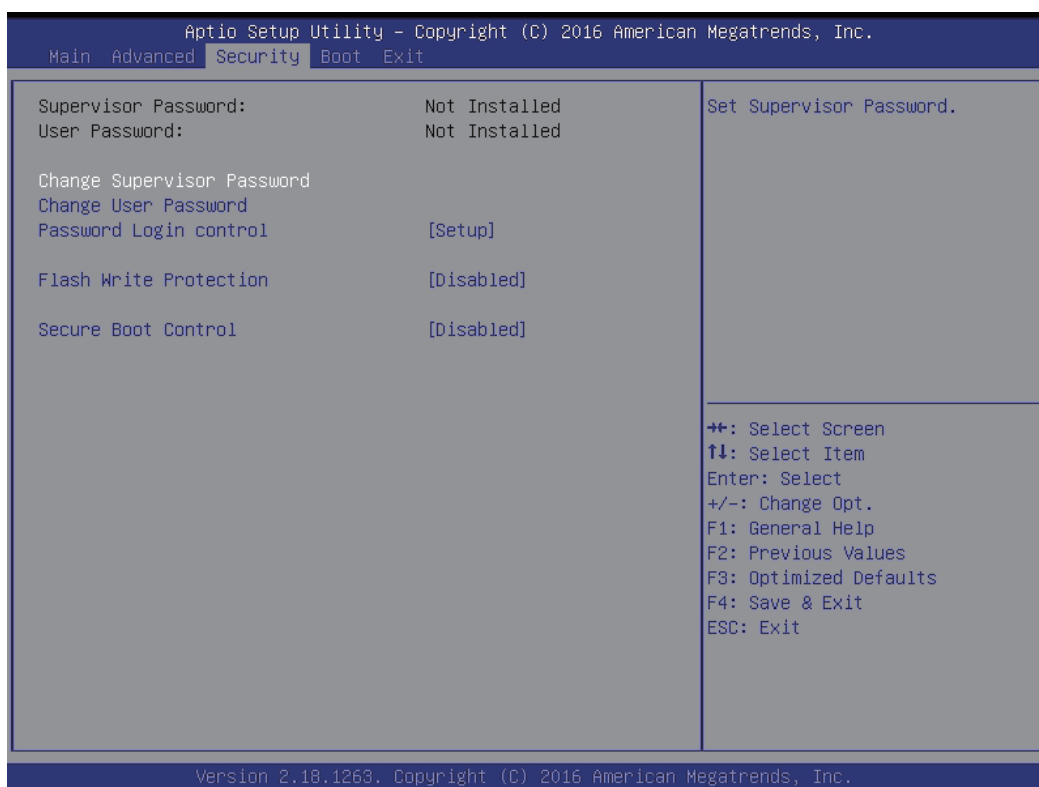 Aptio Setup Utility – Copyright (C) 2016 American Megatrends, Inc.
Main Advanced Security Boot Exit
Supervisor Password: Not Installed
User Password: Not Installed
Change Supervisor Password
Change User Password
Password Login control [Setup]
Flash Write Protection [Disabled]
Secure Boot Control [Disabled]
Set Supervisor Password.
→←: Select Screen
↑↓: Select Item
Enter: Select
+/-: Change Opt.
F1: General Help
F2: Previous Values
F3: Optimized Defaults
F4: Save & Exit
ESC: Exit
Version 2.18.1263. Copyright (C) 2016 American Megatrends, Inc.